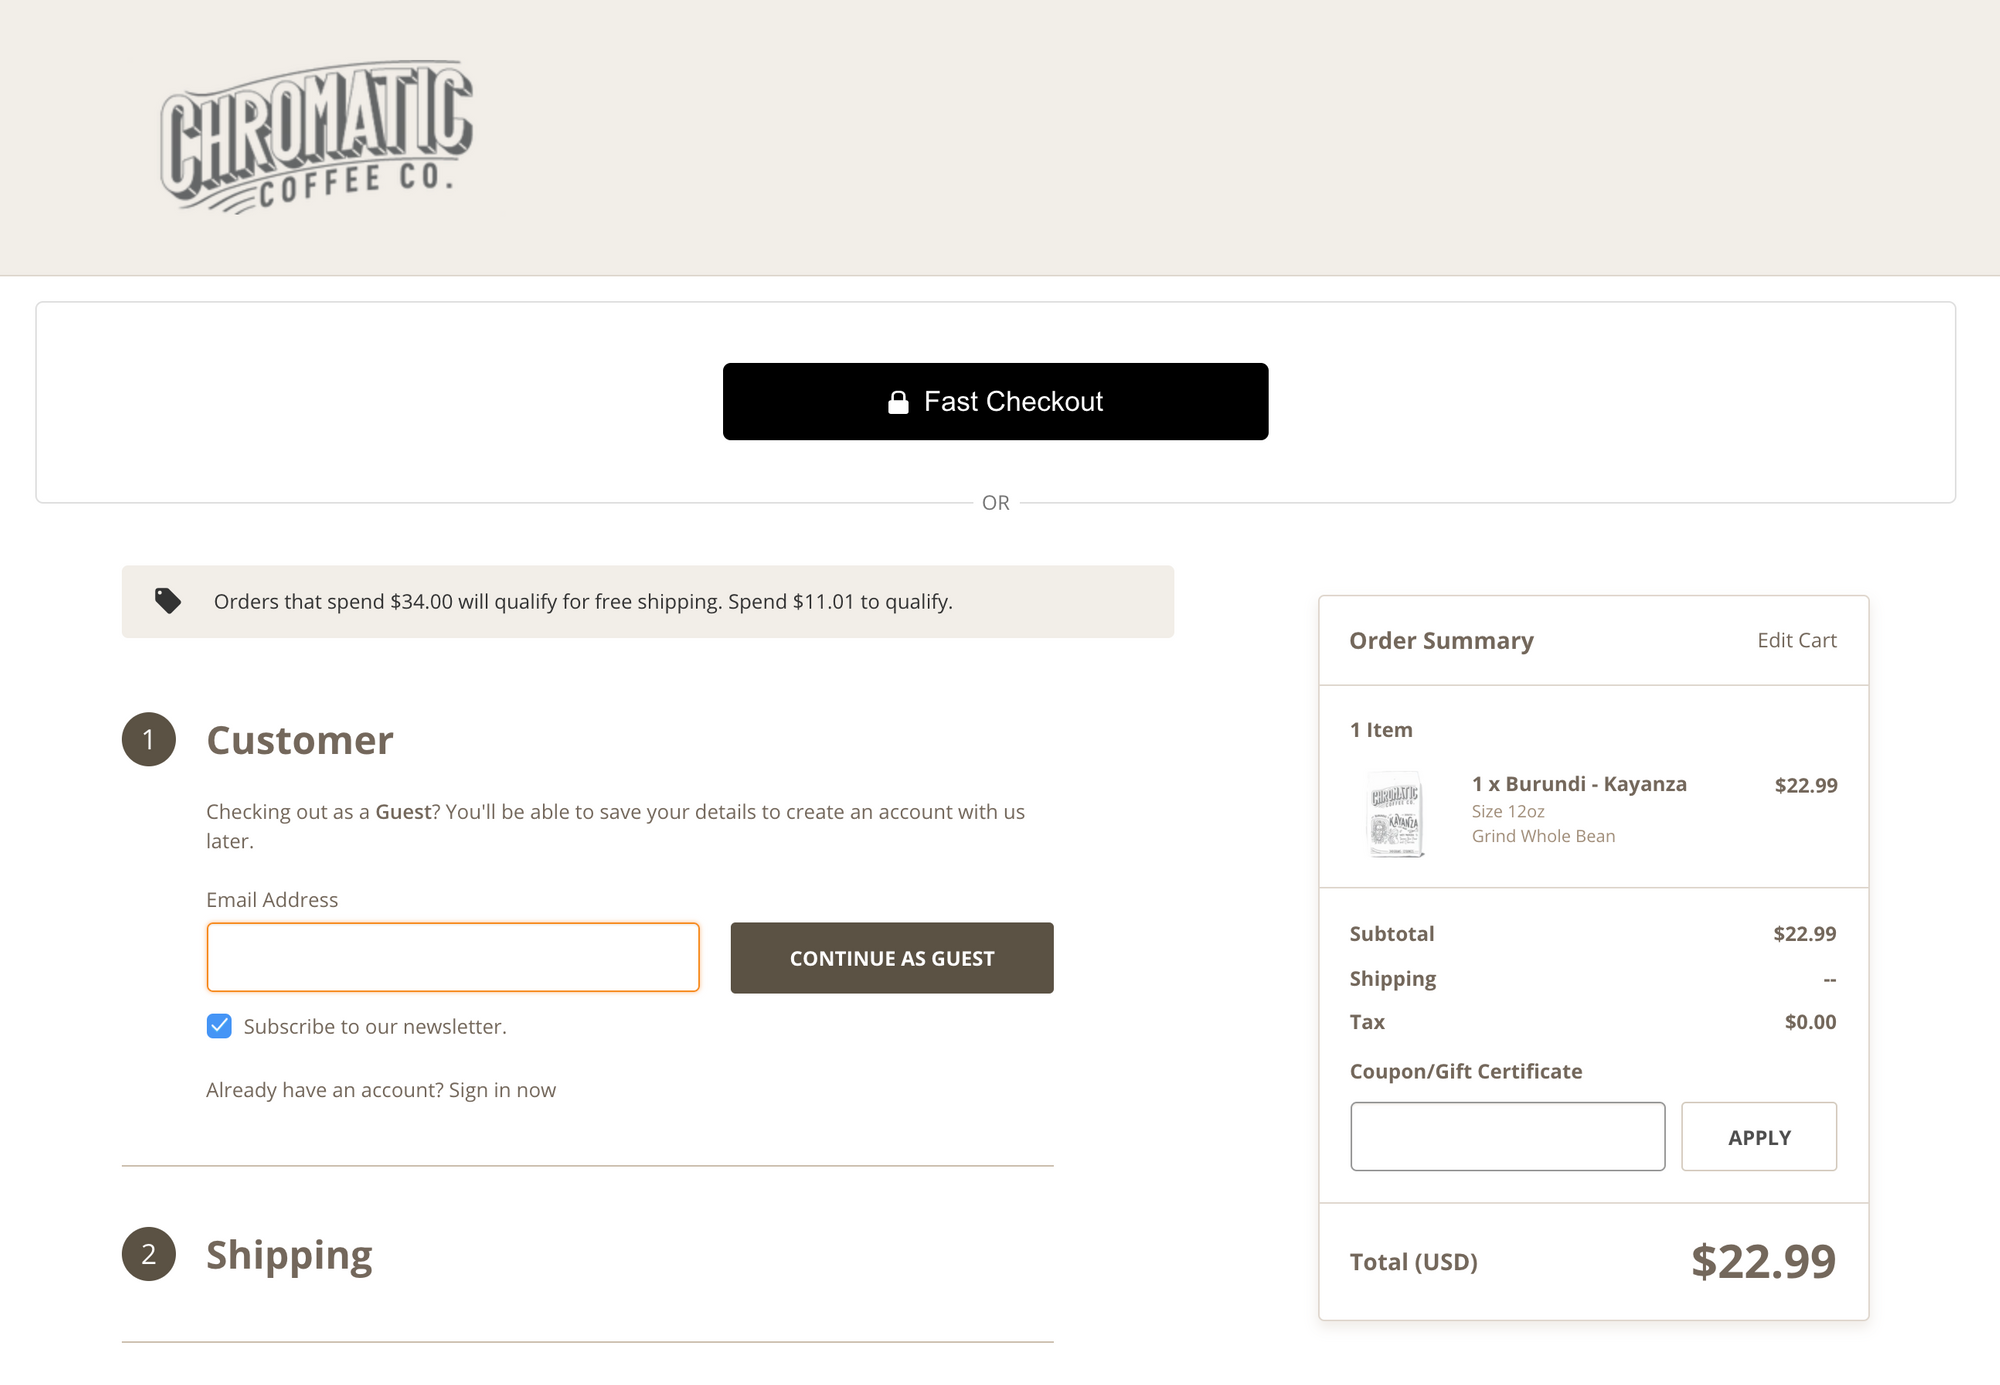 CHROMATIC
COFFEE CO.
Fast Checkout
OR
Orders that spend $34.00 will qualify for free shipping. Spend $11.01 to qualify.
1 Customer
Checking out as a Guest? You'll be able to save your details to create an account with us
later.
Email Address
CONTINUE AS GUEST
Subscribe to our newsletter.
Already have an account? Sign in now
2 Shipping
Order Summary Edit Cart
1 Item
CHROMATIC
COFFEE CO.
KAYANZA
1 x Burundi - Kayanza $22.99
Size 12oz
Grind Whole Bean
Subtotal $22.99
Shipping --
Tax $0.00
Coupon/Gift Certificate
APPLY
Total (USD) $22.99